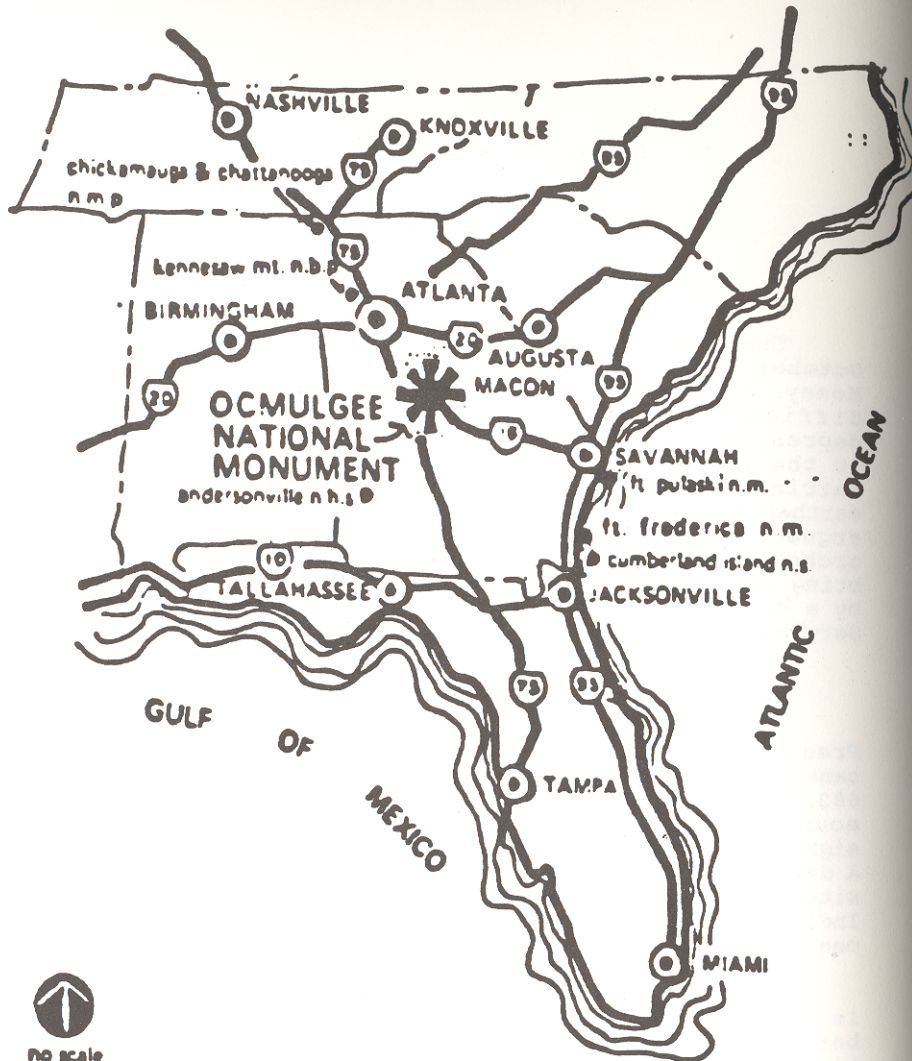 NASHVILLE
95
KNOXVILLE
85
chickamauga & chattanooga
n m p
75
75
kennesaw mt. n.b.p
ATLANTA
BIRMINGHAM
20
AUGUSTA
MACON
95
20
OCMULGEE
NATIONAL
MONUMENT
16
SAVANNAH
OCEAN
andersonville n.h.s
ft pulaski n.m.
ft. frederica n.m.
10
cumberland island n.s.
TALLAHASSEE
JACKSONVILLE
ATLANTIC
75
95
GULF
OF
MEXICO
TAMPA
MIAMI
no scale